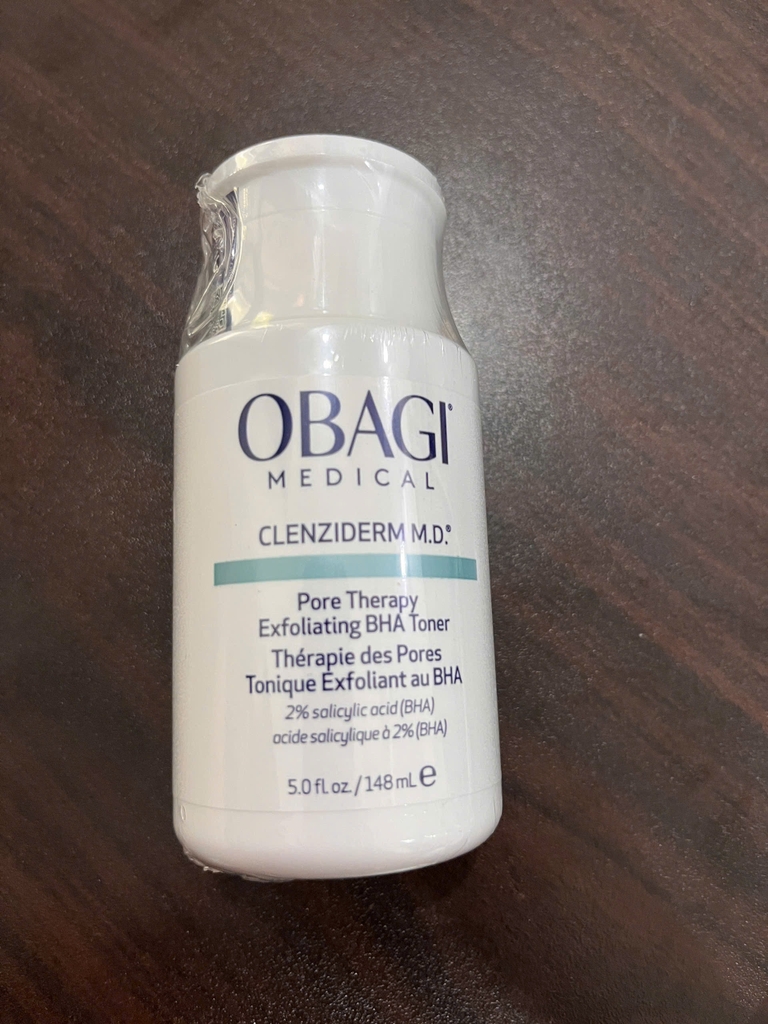 OBAGI®
MEDICAL
CLENZIDERM M.D.®
Pore Therapy
Exfoliating BHA Toner
Thérapie des Pores
Tonique Exfoliant au BHA
2% salicylic acid (BHA)
acide salicylique à 2% (BHA)
5.0 fl. oz. / 148 mL e